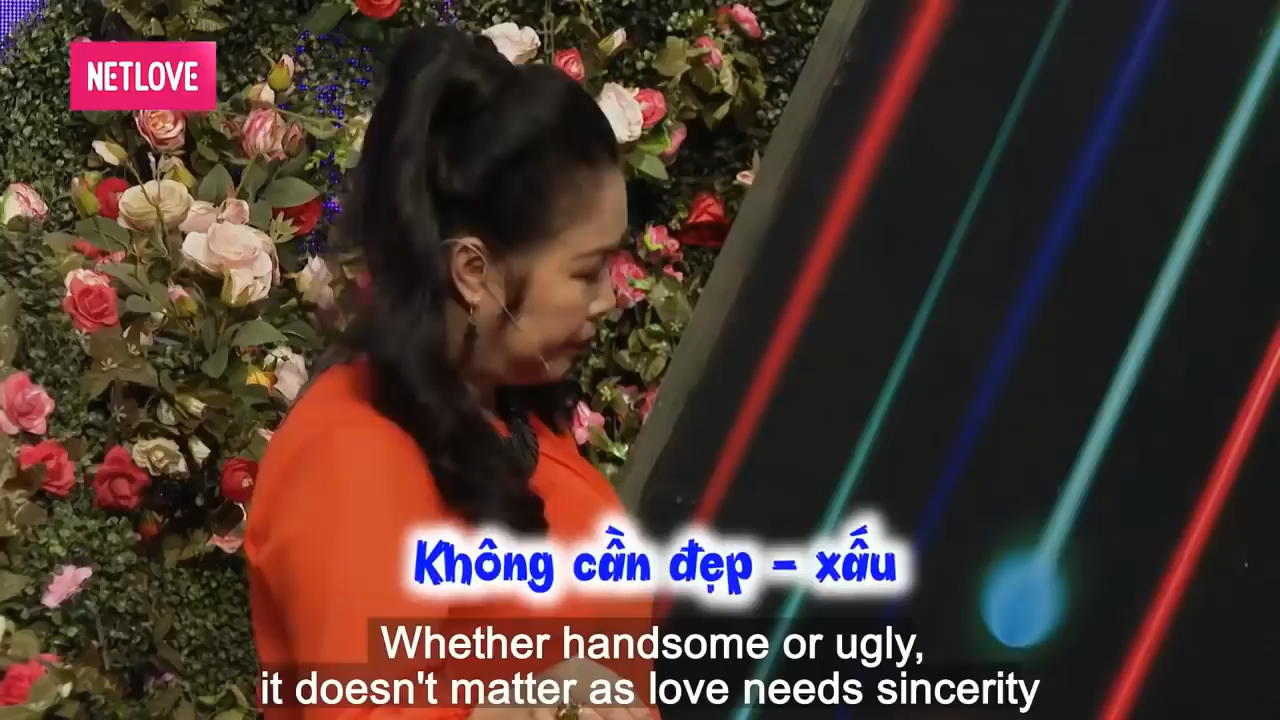 NETLOVE
Không cần đẹp - xấu
Whether handsome or ugly,
it doesn't matter as love needs sincerity